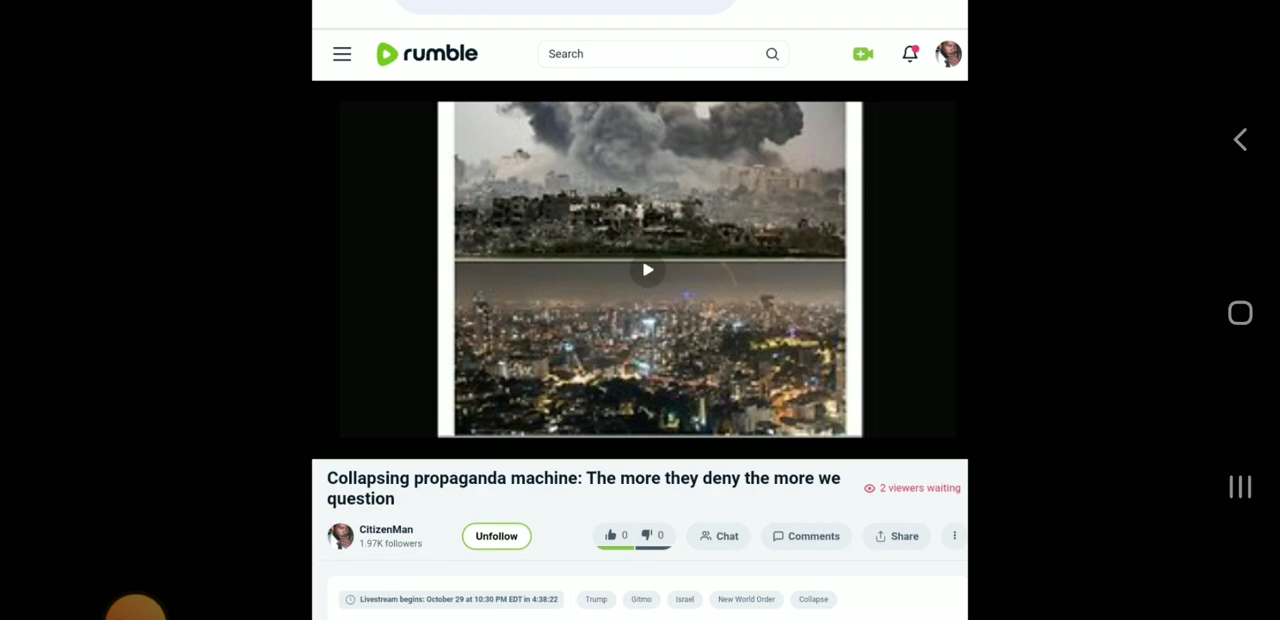 rumble
Search
Collapsing propaganda machine: The more they deny the more we
question
2 viewers waiting
CitizenMan
1.97K followers
Unfollow
0
0
Chat
Comments
Share
Livestream begins: October 29 at 10:30 PM EDT in 4:38:22
Trump
Gitmo
Israel
New World Order
Collapse